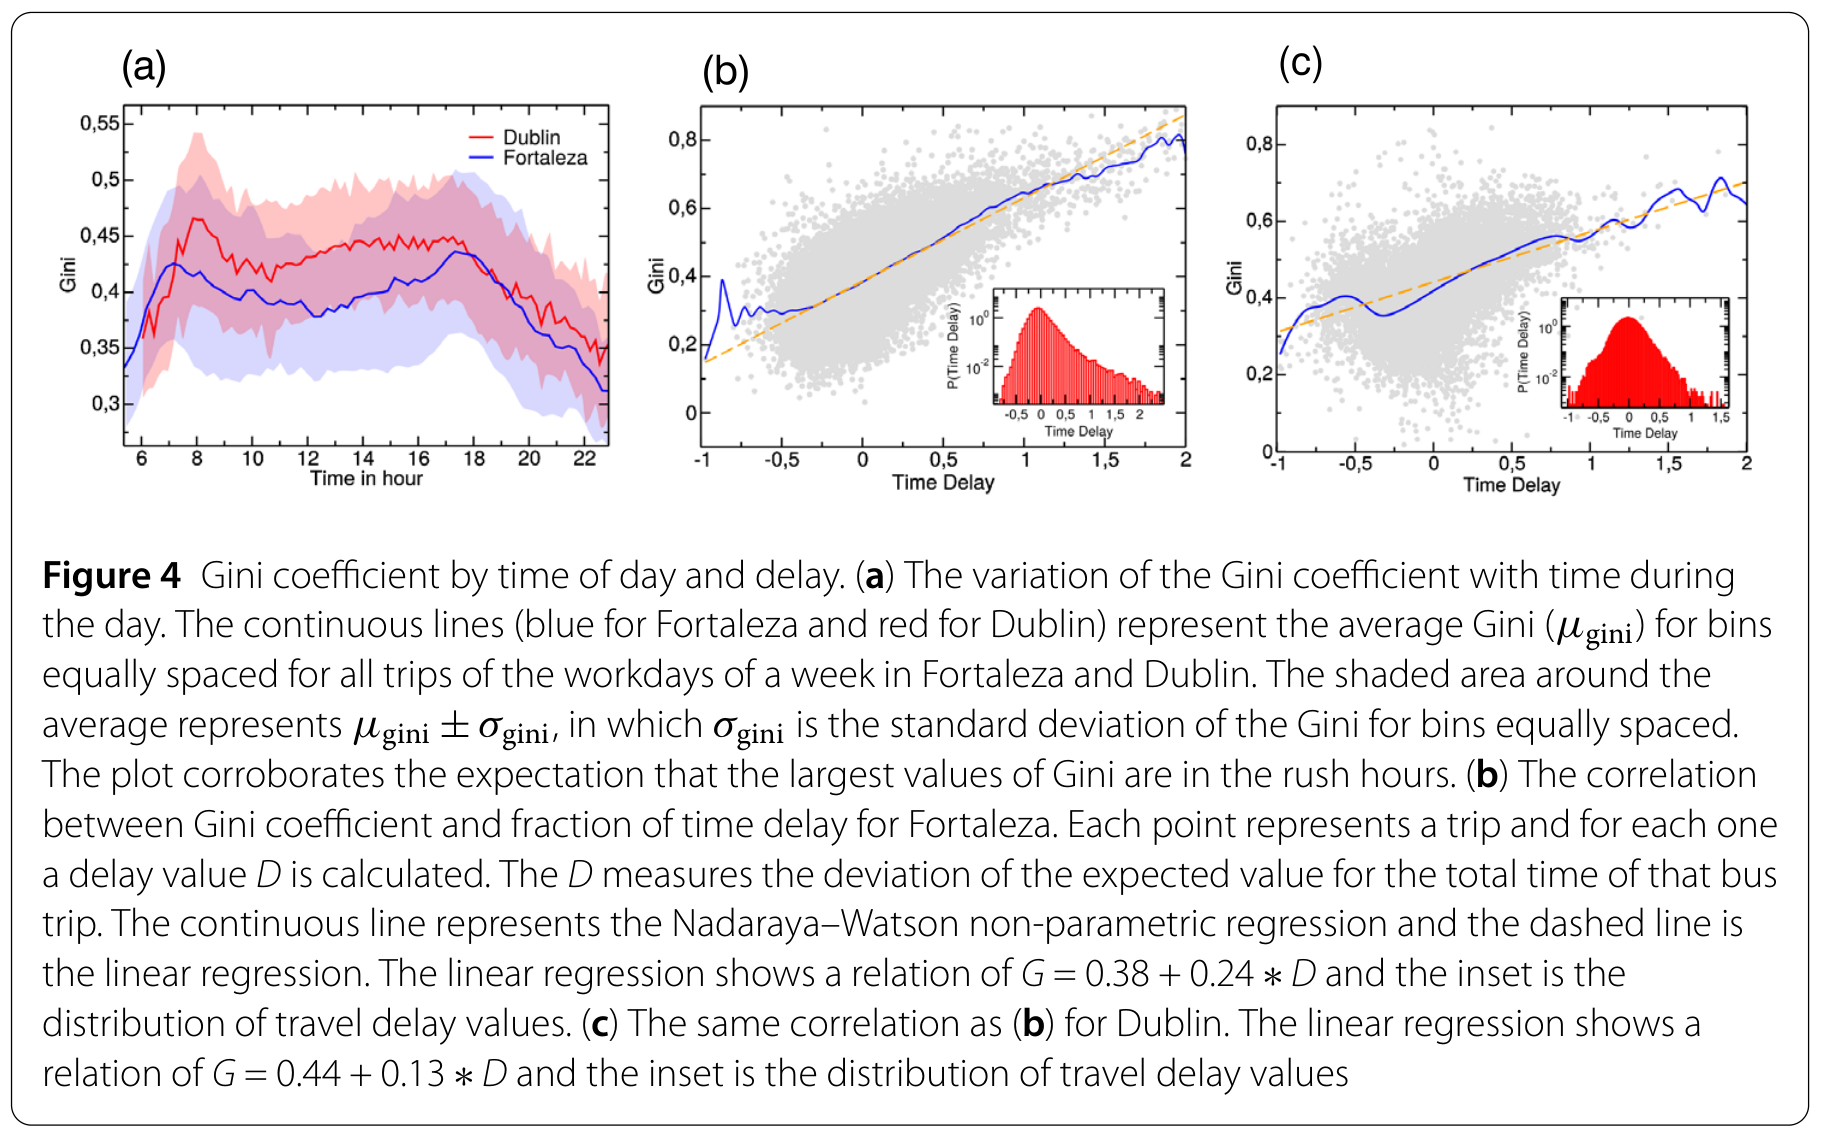 (a)
(b)
(c)
Gini
0,55
0,5
0,45
0,4
0,35
0,3
Dublin
Fortaleza
6 8 10 12 14 16 18 20 22
Time in hour
Gini
0,8
0,6
0,4
0,2
0
-1 -0,5 0 0,5 1 1,5 2
Time Delay
P(Time Delay)
10^0
10^-2
-0,5 0 0,5 1 1,5 2
Time Delay
Gini
0,8
0,6
0,4
0,2
0
-1 -0,5 0 0,5 1 1,5 2
Time Delay
P(Time Delay)
10^0
10^-2
-1 -0,5 0 0,5 1 1,5
Time Delay
Figure 4 Gini coefficient by time of day and delay. (a) The variation of the Gini coefficient with time during
the day. The continuous lines (blue for Fortaleza and red for Dublin) represent the average Gini (μgini) for bins
equally spaced for all trips of the workdays of a week in Fortaleza and Dublin. The shaded area around the
average represents μgini ± σgini, in which σgini is the standard deviation of the Gini for bins equally spaced.
The plot corroborates the expectation that the largest values of Gini are in the rush hours. (b) The correlation
between Gini coefficient and fraction of time delay for Fortaleza. Each point represents a trip and for each one
a delay value D is calculated. The D measures the deviation of the expected value for the total time of that bus
trip. The continuous line represents the Nadaraya–Watson non-parametric regression and the dashed line is
the linear regression. The linear regression shows a relation of G = 0.38 + 0.24 ∗ D and the inset is the
distribution of travel delay values. (c) The same correlation as (b) for Dublin. The linear regression shows a
relation of G = 0.44 + 0.13 ∗ D and the inset is the distribution of travel delay values